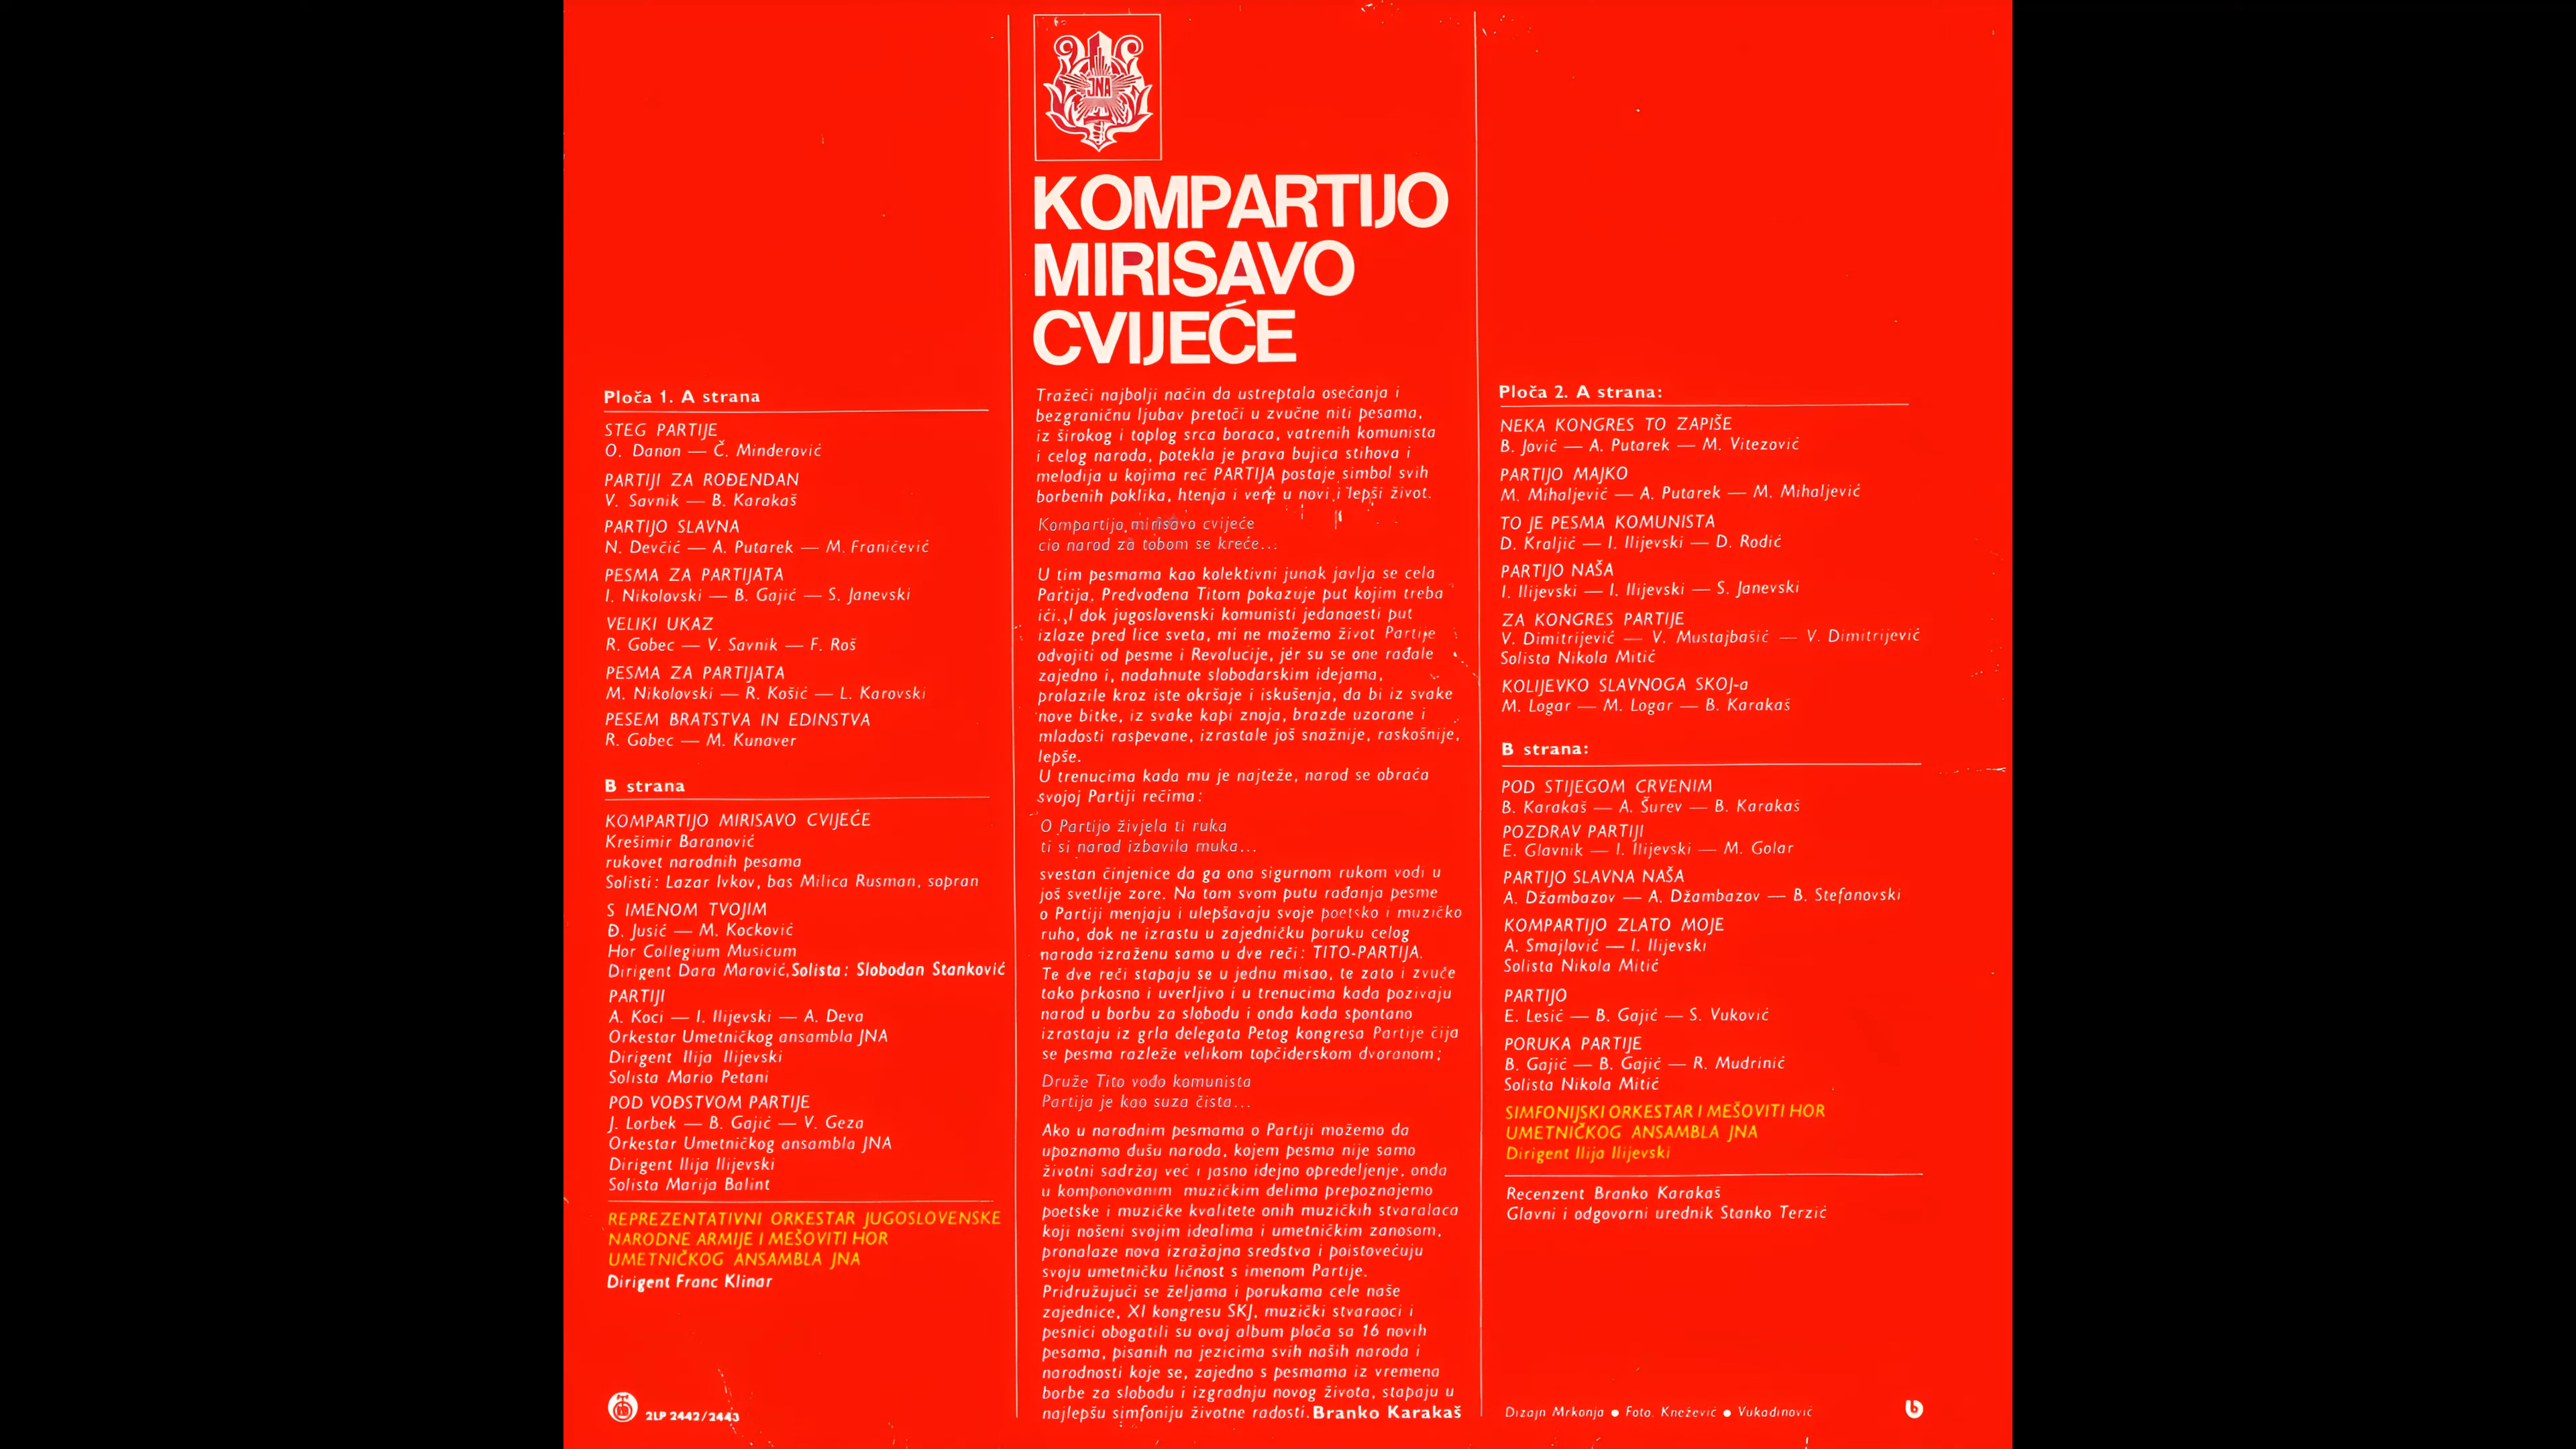 JNA
KOMPARTIJO
MIRISAVO
CVIJEĆE
Ploča 1. A strana
STEG PARTIJE
O. Danon — Č. Minderović
PARTIJI ZA ROĐENDAN
V. Savnik — B. Karakaš
PARTIJO SLAVNA
N. Devčić — A. Putarek — M. Franičević
PESMA ZA PARTIJATA
I. Nikolovski — B. Gajić — S. Janevski
VELIKI UKAZ
R. Gobec — V. Savnik — F. Roš
PESMA ZA PARTIJATA
M. Nikolovski — R. Košić — L. Karovski
PESEM BRATSTVA IN EDINSTVA
R. Gobec — M. Kunaver
B strana
KOMPARTIJO MIRISAVO CVIJEĆE
Krešimir Baranović
rukovet narodnih pesama
Solisti: Lazar Ivkov, bas Milica Rusman, sopran
S IMENOM TVOJIM
Đ. Jusić — M. Kocković
Hor Collegium Musicum
Dirigent Dara Marović, Solista: Slobodan Stanković
PARTIJI
A. Koci — I. Ilijevski — A. Deva
Orkestar Umetničkog ansambla JNA
Dirigent Ilija Ilijevski
Solista Mario Petani
POD VOĐSTVOM PARTIJE
J. Lorbek — B. Gajić — V. Geza
Orkestar Umetničkog ansambla JNA
Dirigent Ilija Ilijevski
Solista Marija Balint
REPREZENTATIVNI ORKESTAR JUGOSLOVENSKE
NARODNE ARMIJE I MEŠOVITI HOR
UMETNIČKOG ANSAMBLA JNA
Dirigent Franc Klinar
2LP 2442/2443
Tražeći najbolji način da ustreptala osećanja i
bezgraničnu ljubav pretoči u zvučne niti pesama,
iz širokog i toplog srca boraca, vatrenih komunista
i celog naroda, potekla je prava bujica stihova i
melodija u kojima reč PARTIJA postaje simbol svih
borbenih poklika, htenja i vere u novi i lepši život.
Kompartijo mirisavo cvijeće
cio narod za tobom se kreće...
U tim pesmama kao kolektivni junak javlja se cela
Partija. Predvođena Titom pokazuje put kojim treba
ići. I dok jugoslovenski komunisti jedanaesti put
izlaze pred lice sveta, mi ne možemo život Partije
odvojiti od pesme i Revolucije, jer su se one rađale
zajedno i, nadahnute slobodarskim idejama,
prolazile kroz iste okršaje i iskušenja, da bi iz svake
nove bitke, iz svake kapi znoja, brazde uzorane i
mladosti raspevane, izrastale još snažnije, raskošnije,
lepše.
U trenucima kada mu je najteže, narod se obraća
svojoj Partiji rečima:
O Partijo živjela ti ruka
ti si narod izbavila muka...
svestan činjenice da ga ona sigurnom rukom vodi u
još svetlije zore. Na tom svom putu rađanja pesme
o Partiji menjaju i ulepšavaju svoje poetsko i muzičko
ruho, dok ne izrastu u zajedničku poruku celog
naroda izraženu samo u dve reči: TITO-PARTIJA.
Te dve reči stapaju se u jednu misao, te zato i zvuče
tako prkosno i uverljivo i u trenucima kada pozivaju
narod u borbu za slobodu i onda kada spontano
izrastaju iz grla delegata Petog kongresa Partije čija
se pesma razleže velikom topčiderskom dvoranom;
Druže Tito vođo komunista
Partija je kao suza čista...
Ako u narodnim pesmama o Partiji možemo da
upoznamo dušu naroda, kojem pesma nije samo
životni sadržaj već i jasno idejno opredeljenje, onda
u komponovanim muzičkim delima prepoznajemo
poetske i muzičke kvalitete onih muzičkih stvaralaca
koji nošeni svojim idealima i umetničkim zanosom,
pronalaze nova izražajna sredstva i poistovećuju
svoju umetničku ličnost s imenom Partije.
Pridružujući se željama i porukama cele naše
zajednice, XI kongresu SKJ, muzički stvaraoci i
pesnici obogatili su ovaj album ploča sa 16 novih
pesama, pisanih na jezicima svih naših naroda i
narodnosti koje se, zajedno s pesmama iz vremena
borbe za slobodu i izgradnju novog života, stapaju u
najlepšu simfoniju životne radosti. Branko Karakaš
Ploča 2. A strana:
NEKA KONGRES TO ZAPIŠE
B. Jović — A. Putarek — M. Vitezović
PARTIJO MAJKO
M. Mihaljević — A. Putarek — M. Mihaljević
TO JE PESMA KOMUNISTA
D. Kraljić — I. Ilijevski — D. Rodić
PARTIJO NAŠA
I. Ilijevski — I. Ilijevski — S. Janevski
ZA KONGRES PARTIJE
V. Dimitrijević — V. Mustajbašić — V. Dimitrijević
Solista Nikola Mitić
KOLIJEVKO SLAVNOGA SKOJ-a
M. Logar — M. Logar — B. Karakaš
B strana:
POD STIJEGOM CRVENIM
B. Karakaš — A. Šurev — B. Karakaš
POZDRAV PARTIJI
E. Glavnik — I. Ilijevski — M. Golar
PARTIJO SLAVNA NAŠA
A. Džambazov — A. Džambazov — B. Stefanovski
KOMPARTIJO ZLATO MOJE
A. Smajlović — I. Ilijevski
Solista Nikola Mitić
PARTIJO
E. Lesić — B. Gajić — S. Vuković
PORUKA PARTIJE
B. Gajić — B. Gajić — R. Mudrinić
Solista Nikola Mitić
SIMFONIJSKI ORKESTAR I MEŠOVITI HOR
UMETNIČKOG ANSAMBLA JNA
Dirigent Ilija Ilijevski
Recenzent Branko Karakaš
Glavni i odgovorni urednik Stanko Terzić
Dizajn Mrkonja ● Foto. Knežević ● Vukadinović
b